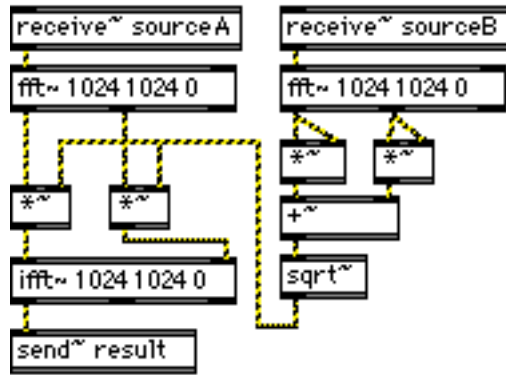 receive~ sourceA
receive~ sourceB
fft~ 1024 1024 0
fft~ 1024 1024 0
*~
*~
*~
*~
+~
ifft~ 1024 1024 0
sqrt~
send~ result